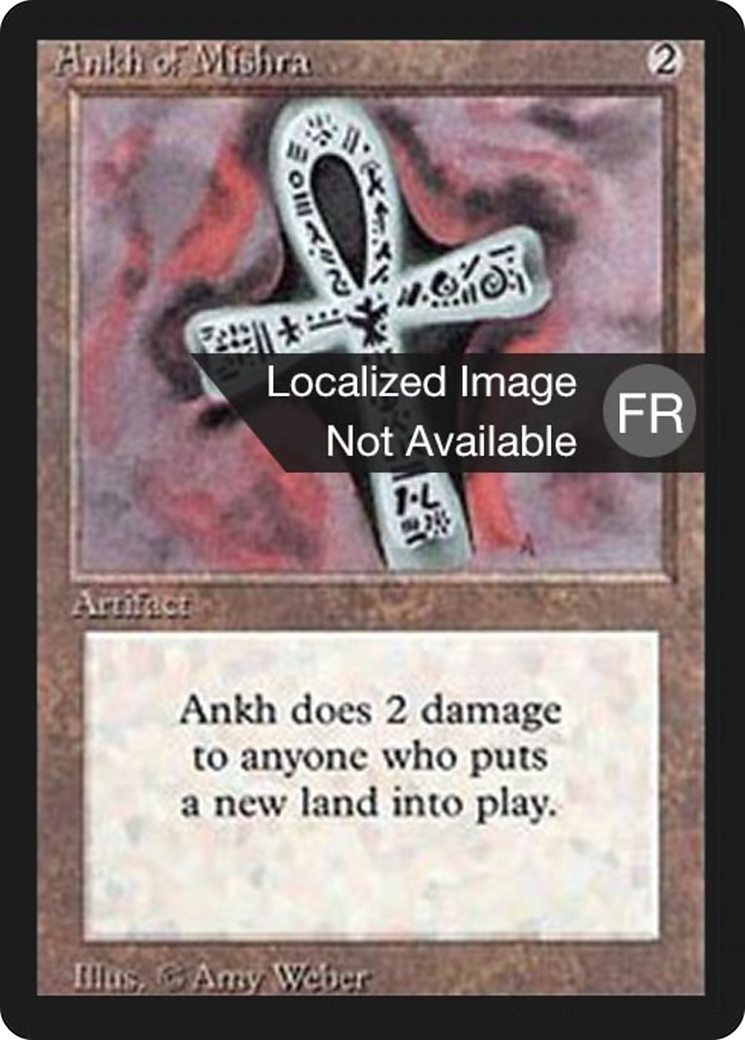 Ankh of Mishra
2
Localized Image
Not Available
FR
Artifact
Ankh does 2 damage
to anyone who puts
a new land into play.
Illus. © Amy Weber